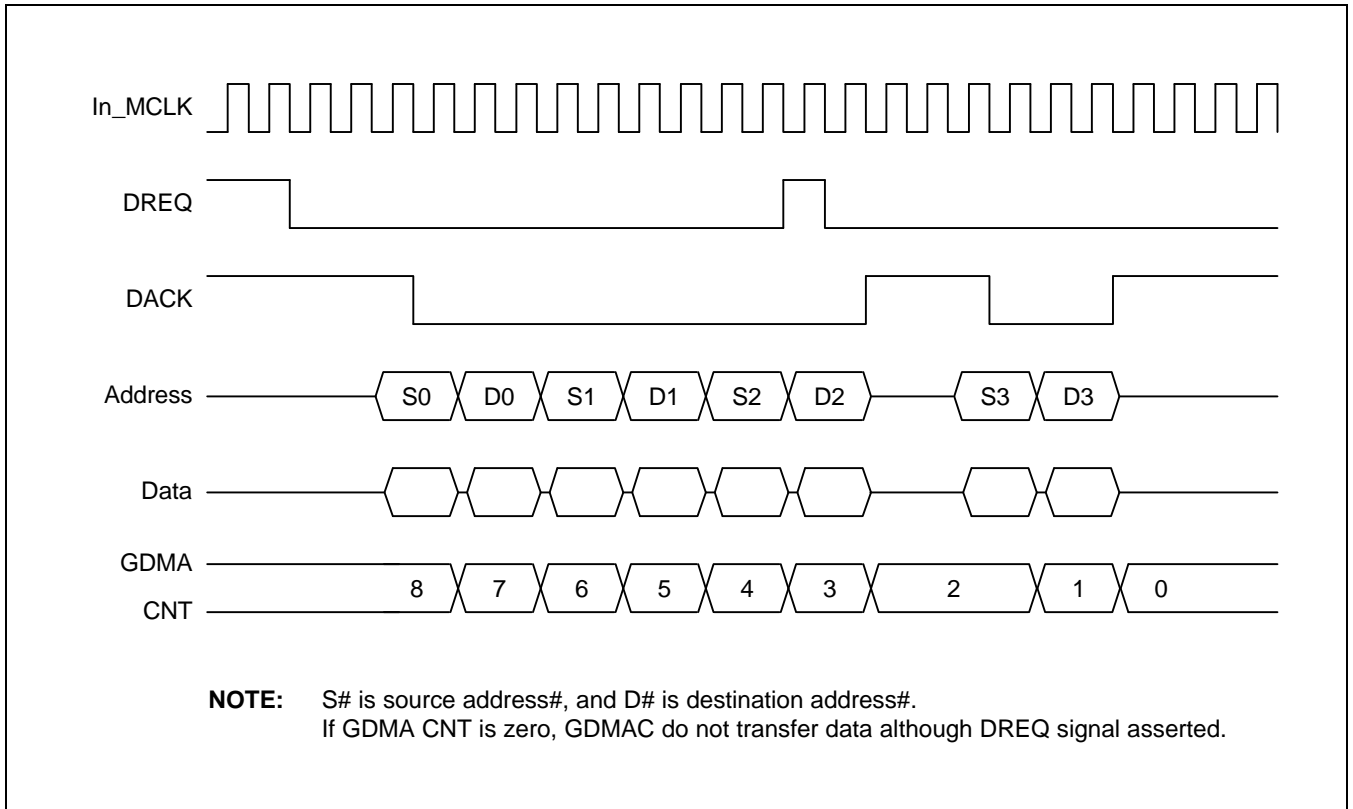 In_MCLK
DREQ
DACK
Address S0 D0 S1 D1 S2 D2 S3 D3
Data
GDMA
8 7 6 5 4 3 2 1 0
CNT
NOTE: S# is source address#, and D# is destination address#.
If GDMA CNT is zero, GDMAC do not transfer data although DREQ signal asserted.